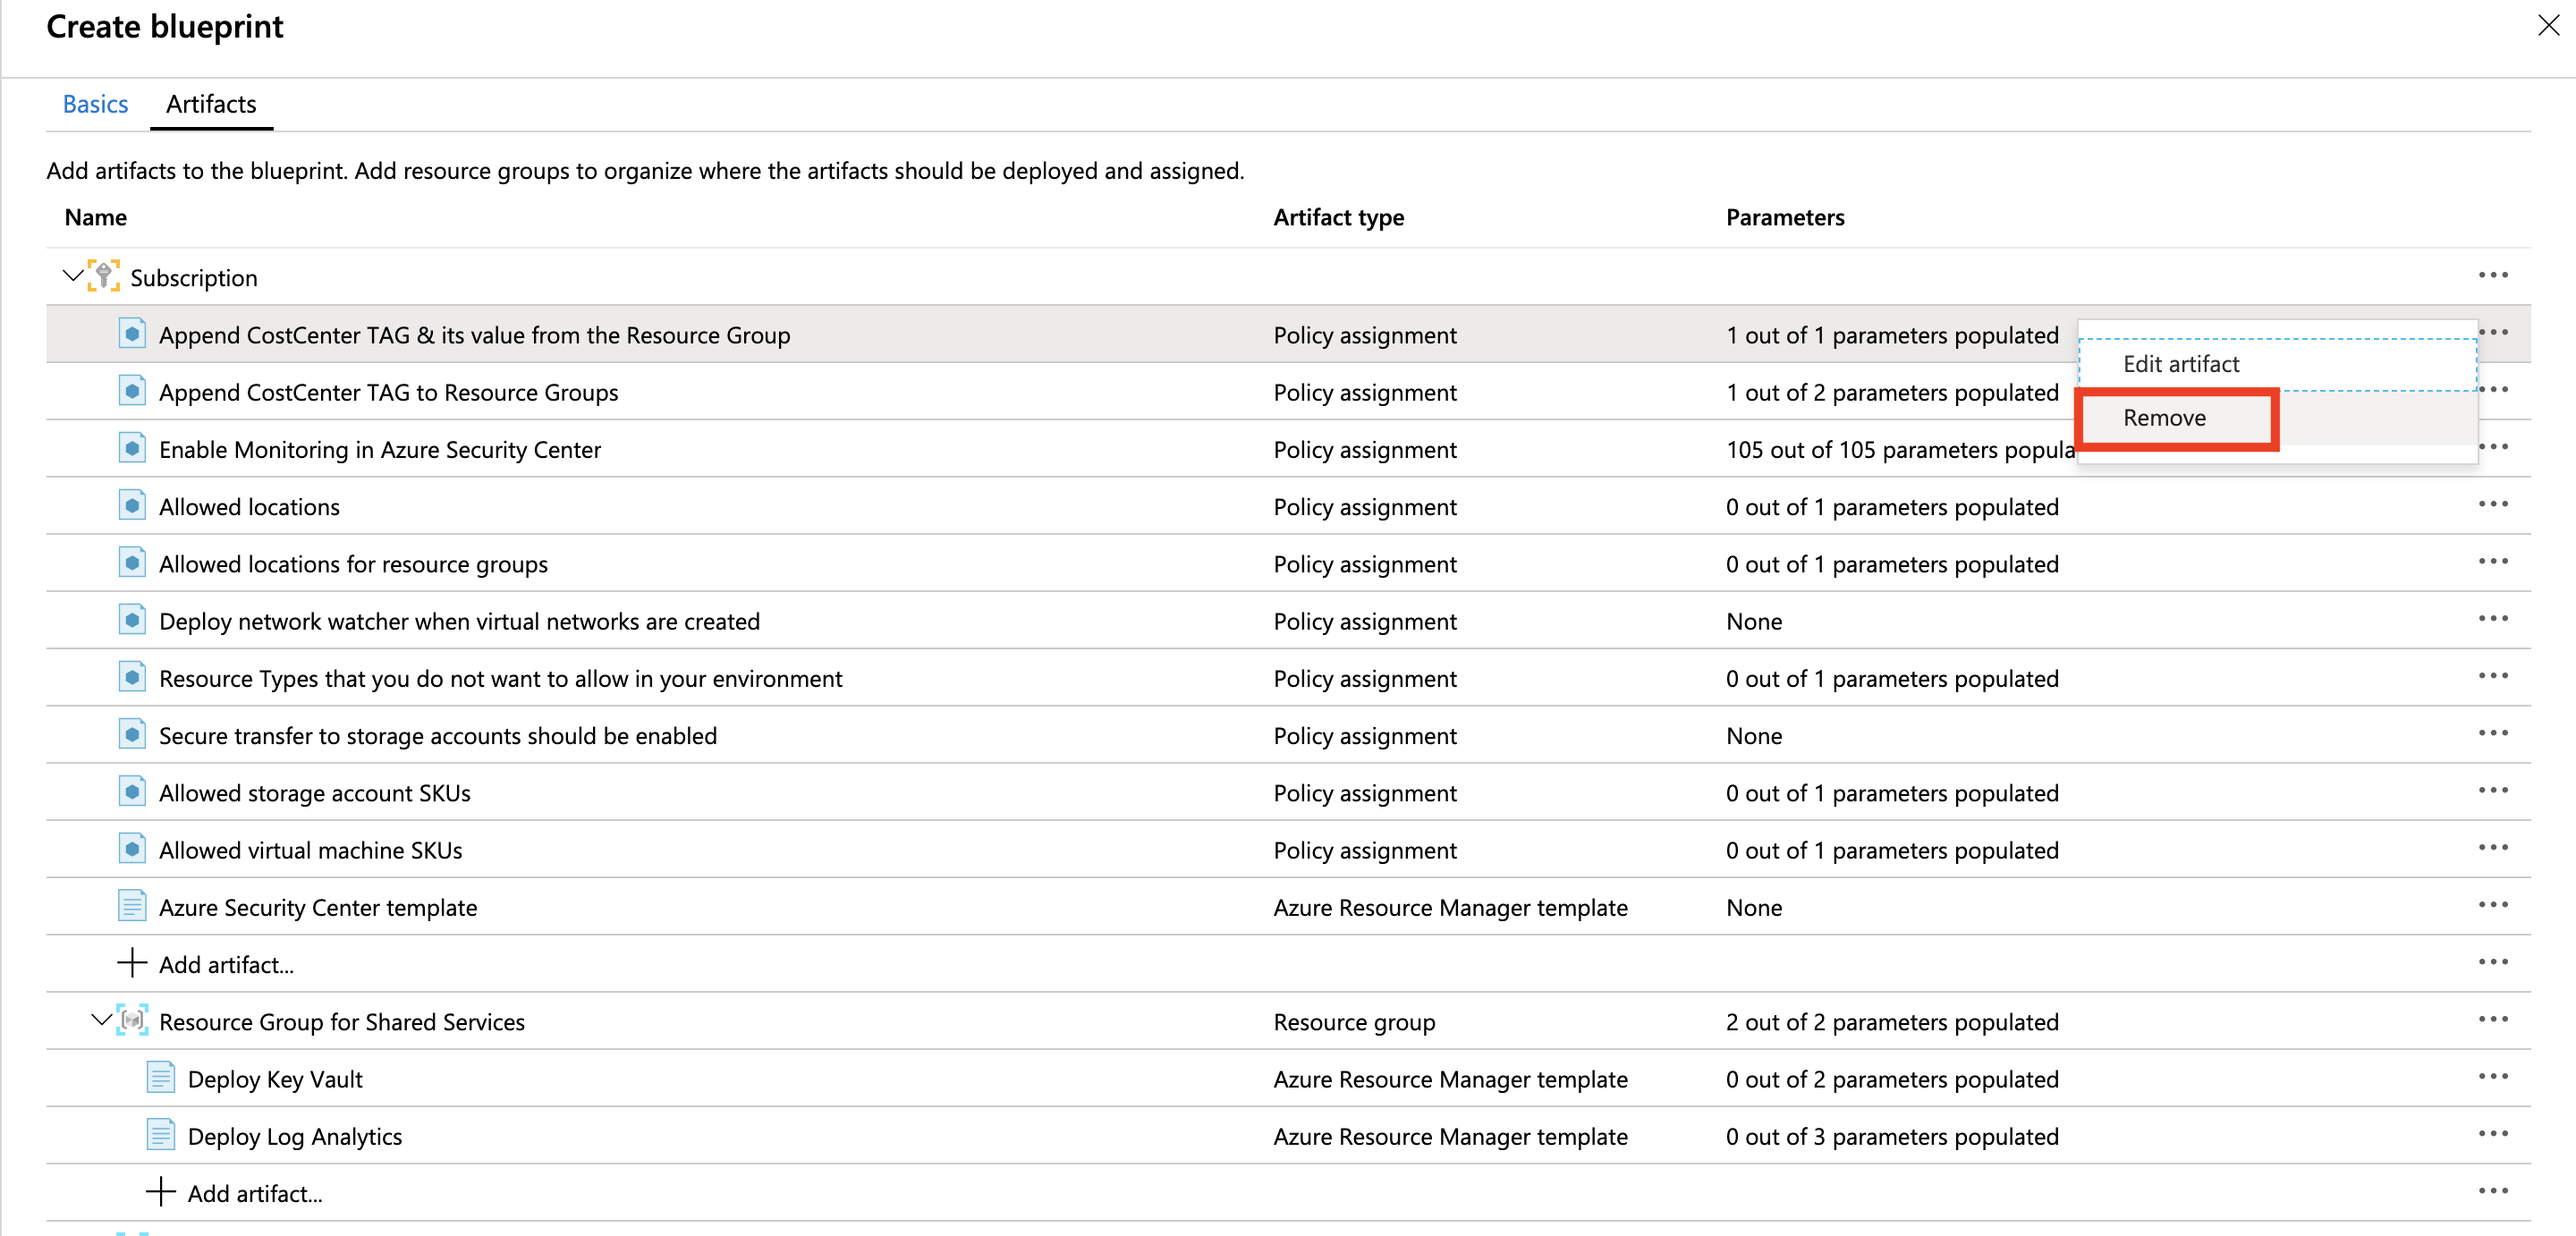 Create blueprint
Basics Artifacts
Add artifacts to the blueprint. Add resource groups to organize where the artifacts should be deployed and assigned.
Name Artifact type Parameters
Subscription
Append CostCenter TAG & its value from the Resource Group Policy assignment 1 out of 1 parameters populated
Edit artifact
Append CostCenter TAG to Resource Groups Policy assignment 1 out of 2 parameters populated
Remove
Enable Monitoring in Azure Security Center Policy assignment 105 out of 105 parameters popula
Allowed locations Policy assignment 0 out of 1 parameters populated
Allowed locations for resource groups Policy assignment 0 out of 1 parameters populated
Deploy network watcher when virtual networks are created Policy assignment None
Resource Types that you do not want to allow in your environment Policy assignment 0 out of 1 parameters populated
Secure transfer to storage accounts should be enabled Policy assignment None
Allowed storage account SKUs Policy assignment 0 out of 1 parameters populated
Allowed virtual machine SKUs Policy assignment 0 out of 1 parameters populated
Azure Security Center template Azure Resource Manager template None
Add artifact...
Resource Group for Shared Services Resource group 2 out of 2 parameters populated
Deploy Key Vault Azure Resource Manager template 0 out of 2 parameters populated
Deploy Log Analytics Azure Resource Manager template 0 out of 3 parameters populated
Add artifact...